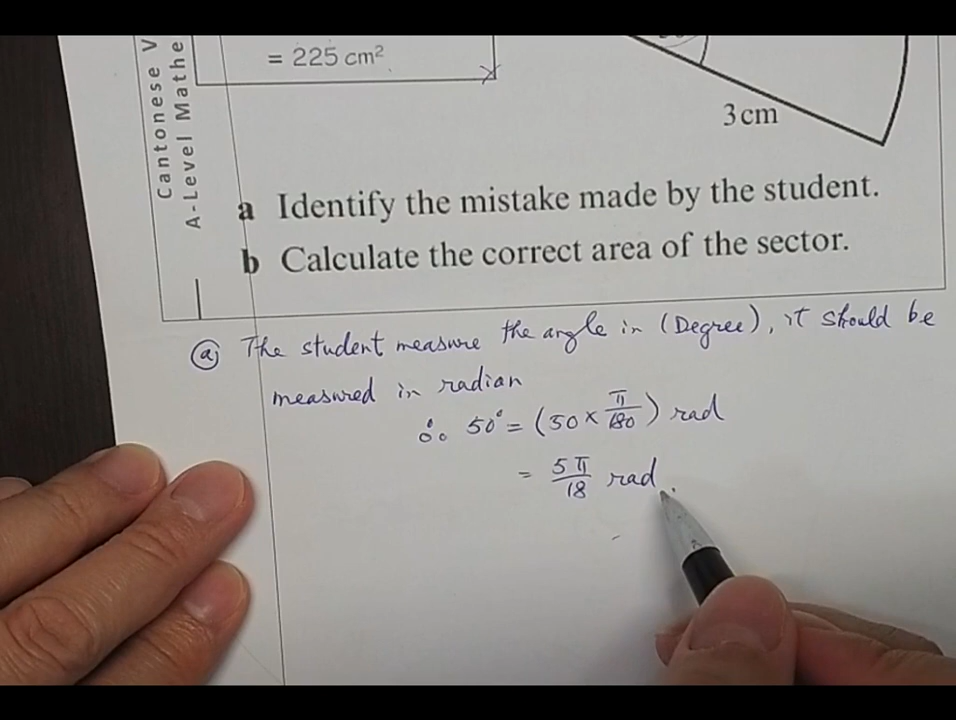 Cantonese V
A-Level Mathe
= 225 cm²
3 cm
a Identify the mistake made by the student.
b Calculate the correct area of the sector.
ⓐ The student measure the angle in (Degree), it should be
measured in radian
∴ 50° = (50 × π/180) rad
= 5π/18 rad.